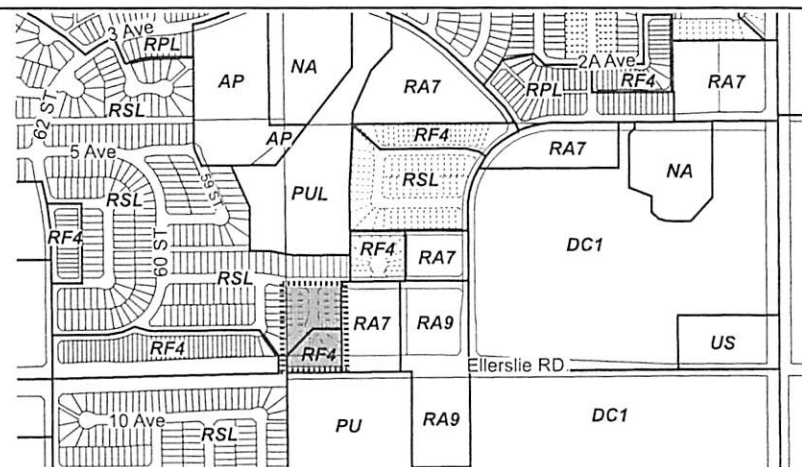 3 Ave
RPL
NA
AP
RSL
62 ST
RA7
2A Ave
RPL
RF4
RA7
AP
RF4
RA7
5 Ave
59 ST
PUL
RSL
NA
RSL
RF4
60 ST
RF4
RA7
DC1
RSL
RA7
RA9
US
RF4
RF4
Ellerslie RD
10 Ave
RSL
PU
RA9
DC1